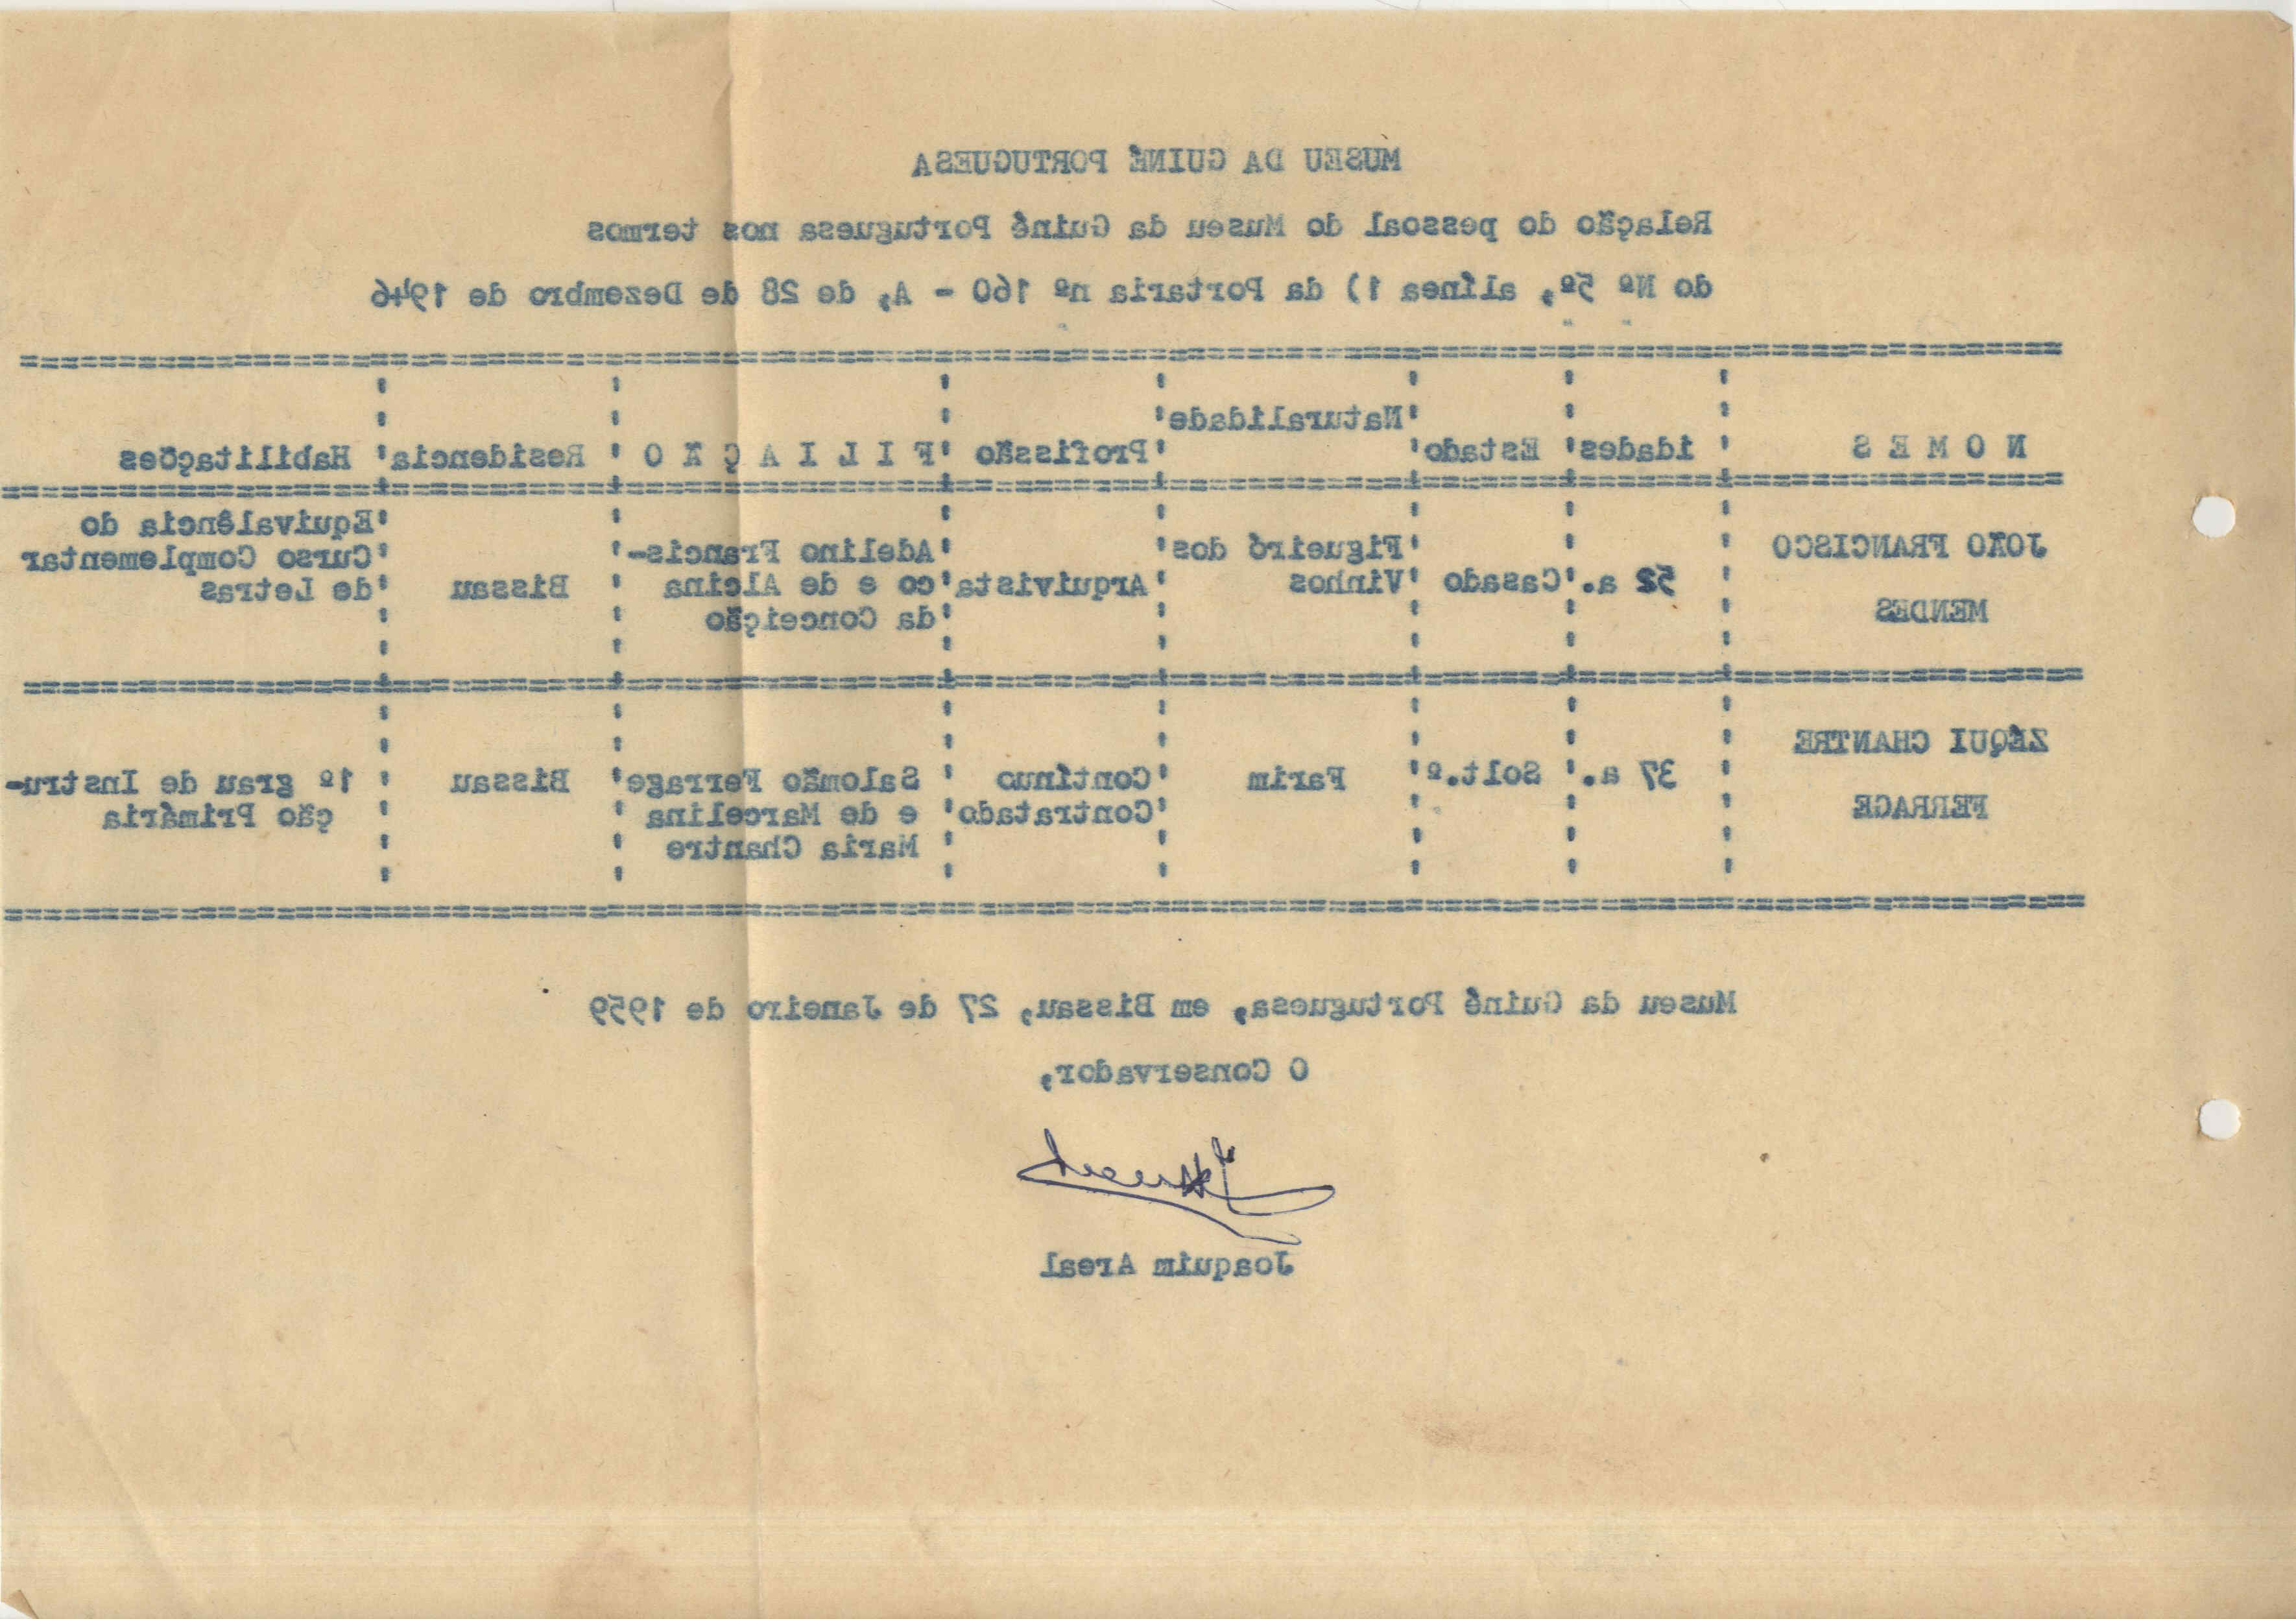 MUSEU DA GUINÉ PORTUGUESA
Relação do pessoal do Museu da Guiné Portuguesa nos termos
do Nº 5º, alínea 1) da Portaria nº 160 - A, de 28 de Dezembro de 1946
N O M E S ' idades' Estado' Naturalidade' Profissão ' F I L I A Ç Ã O ' Residencia' Habilitações
JOÃO FRANCISCO
MENDES
52 a.
Casado
Figueiró dos
Vinhos
Arquivista
Adelino Francis-
co e de Alcina
da Conceição
Bissau
Equivalência do
Curso Complementar
de Letras
ZÉQUI CHANTRE
FERRAGE
37 a.
Solt.º
Farim
Contínuo
Contratado
Salomão Ferrage
e de Marcelina
Maria Chantre
Bissau
1º grau de Instru-
ção Primária
Museu da Guiné Portuguesa, em Bissau, 27 de Janeiro de 1959
O Conservador,
Joaquim Areal